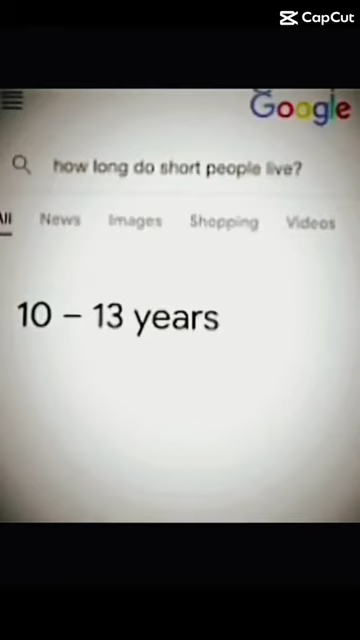 CapCut
Google
how long do short people live?
All News Images Shopping Videos
10 – 13 years